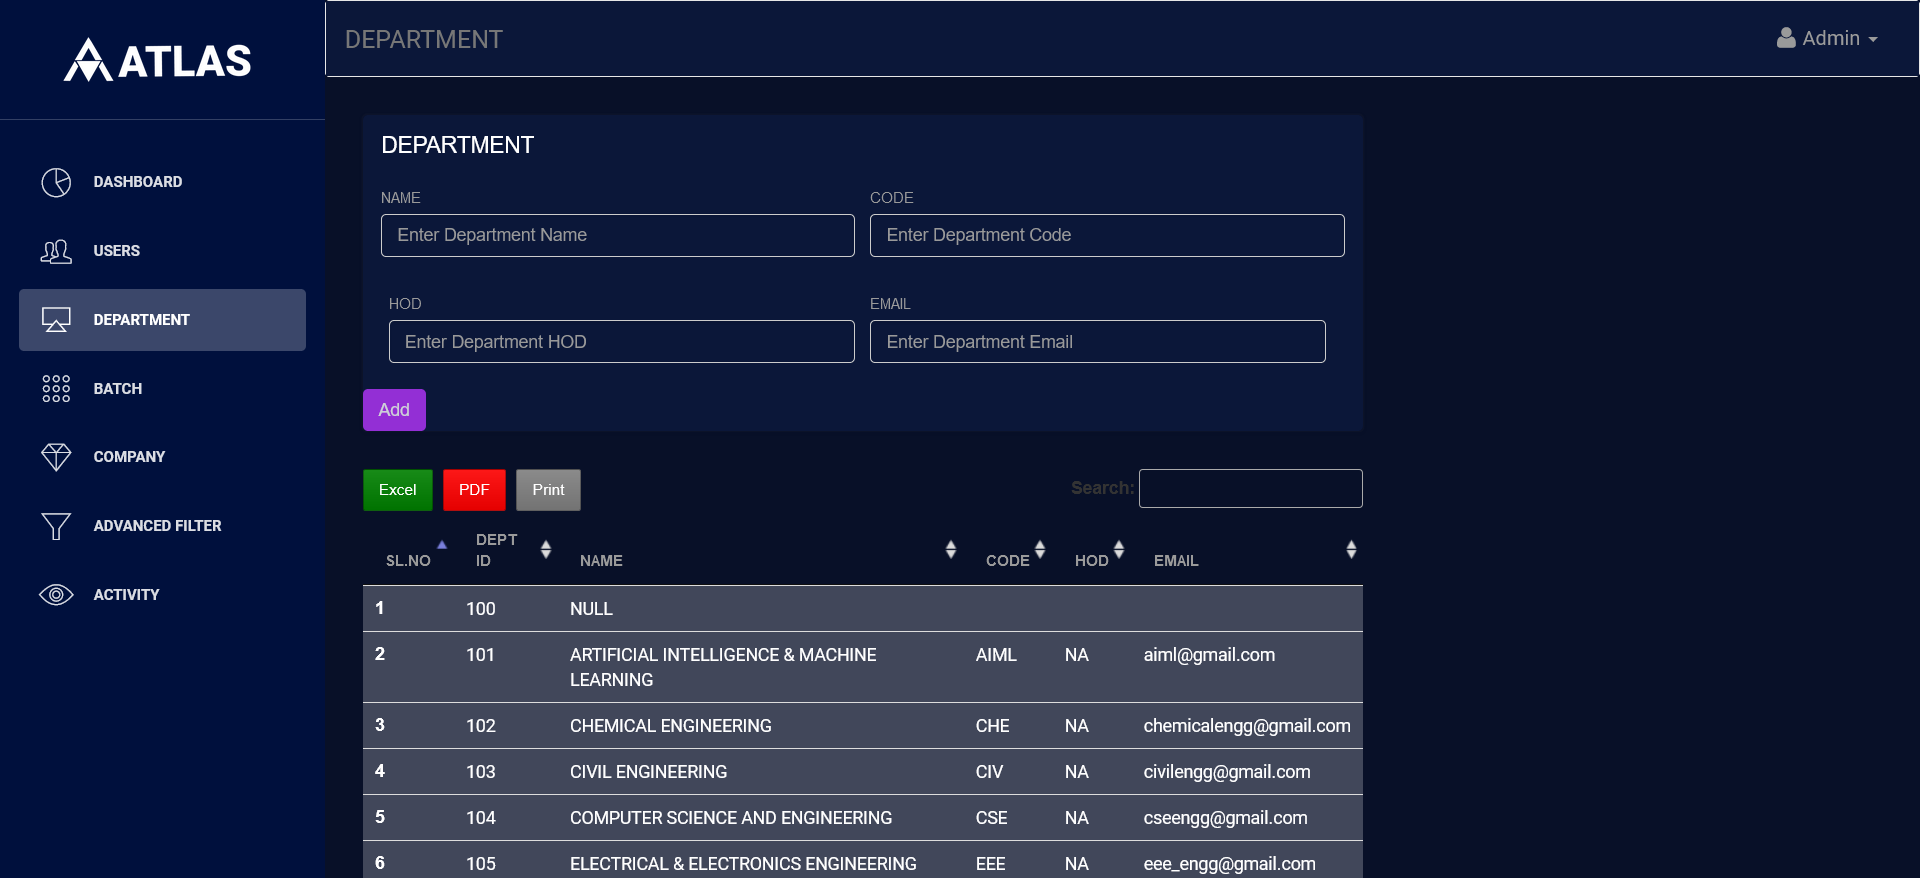 ATLAS
DEPARTMENT
Admin
DASHBOARD
USERS
DEPARTMENT
BATCH
COMPANY
ADVANCED FILTER
ACTIVITY
DEPARTMENT
NAME
CODE
Enter Department Name
Enter Department Code
HOD
EMAIL
Enter Department HOD
Enter Department Email
Add
Excel
PDF
Print
Search:
SL.NO DEPT ID NAME CODE HOD EMAIL
1 100 NULL
2 101 ARTIFICIAL INTELLIGENCE & MACHINE AIML NA aiml@gmail.com
LEARNING
3 102 CHEMICAL ENGINEERING CHE NA chemicalengg@gmail.com
4 103 CIVIL ENGINEERING CIV NA civilengg@gmail.com
5 104 COMPUTER SCIENCE AND ENGINEERING CSE NA cseengg@gmail.com
6 105 ELECTRICAL & ELECTRONICS ENGINEERING EEE NA eee_engg@gmail.com